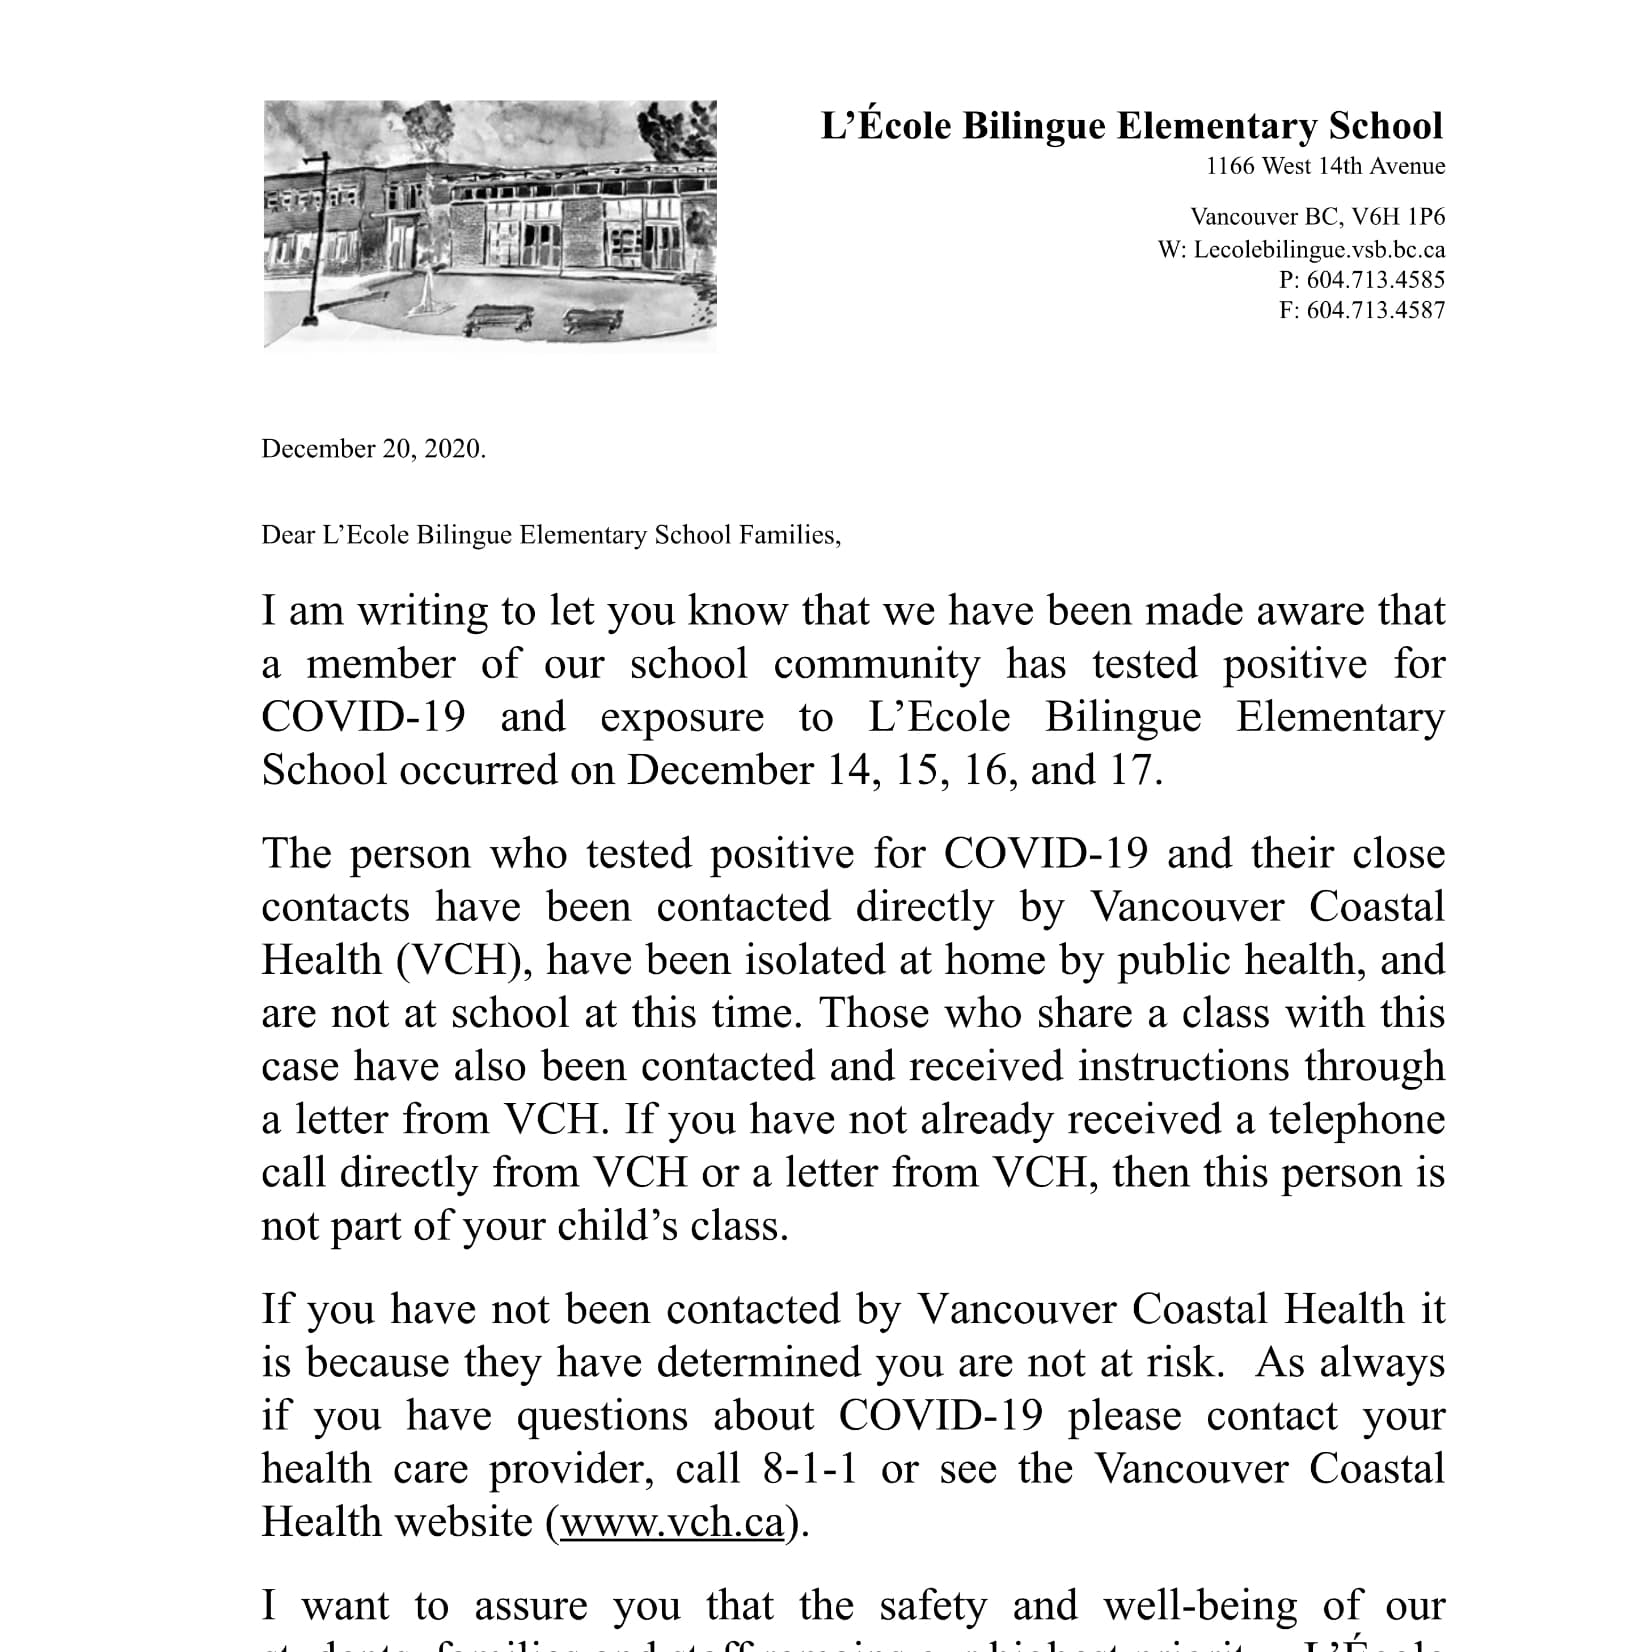 L’École Bilingue Elementary School
1166 West 14th Avenue
Vancouver BC, V6H 1P6
W: Lecolebilingue.vsb.bc.ca
P: 604.713.4585
F: 604.713.4587
December 20, 2020.
Dear L’Ecole Bilingue Elementary School Families,
I am writing to let you know that we have been made aware that
a member of our school community has tested positive for
COVID-19 and exposure to L’Ecole Bilingue Elementary
School occurred on December 14, 15, 16, and 17.
The person who tested positive for COVID-19 and their close
contacts have been contacted directly by Vancouver Coastal
Health (VCH), have been isolated at home by public health, and
are not at school at this time. Those who share a class with this
case have also been contacted and received instructions through
a letter from VCH. If you have not already received a telephone
call directly from VCH or a letter from VCH, then this person is
not part of your child’s class.
If you have not been contacted by Vancouver Coastal Health it
is because they have determined you are not at risk.  As always
if you have questions about COVID-19 please contact your
health care provider, call 8-1-1 or see the Vancouver Coastal
Health website (www.vch.ca).
I want to assure you that the safety and well-being of our